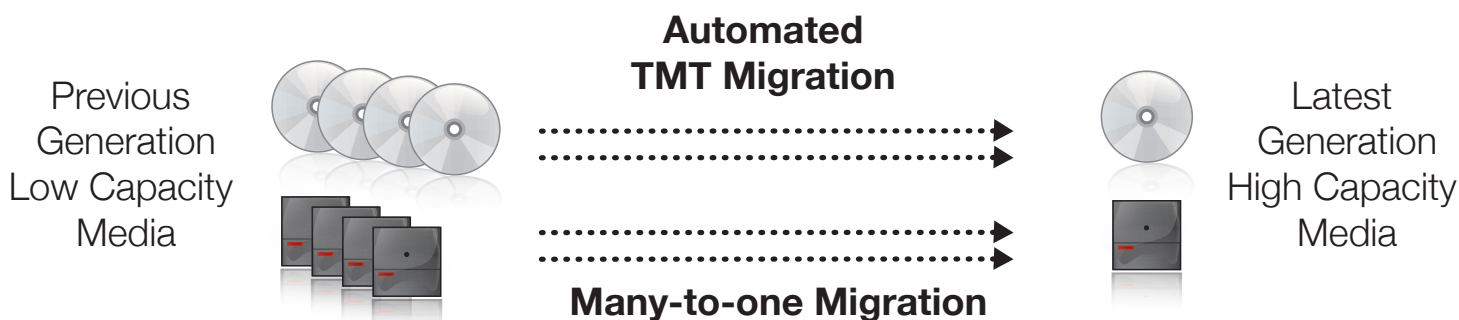 Automated
TMT Migration
Previous
Generation
Low Capacity
Media
Latest
Generation
High Capacity
Media
Many-to-one Migration